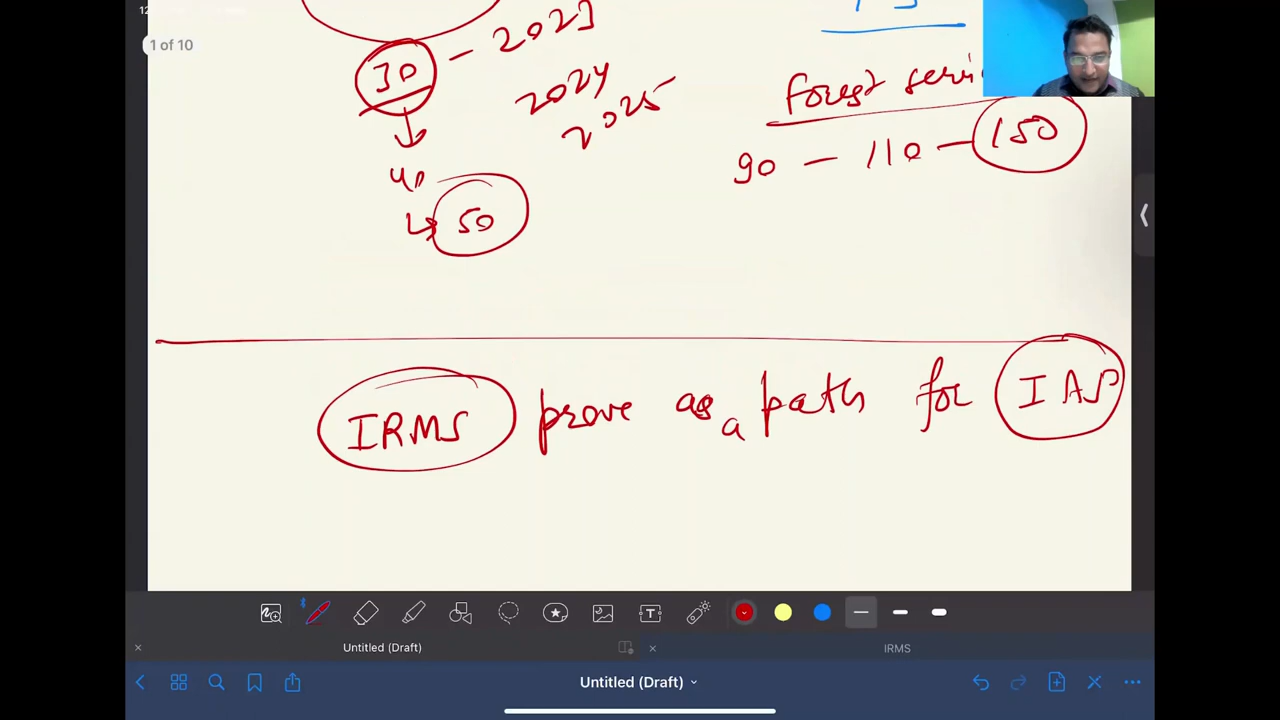 1 of 10
30 - 2023
2024
2025
40
50
Forest servi
90 - 110 - 150
IRMS prove as a path for IAS
Untitled (Draft)
IRMS
Untitled (Draft)